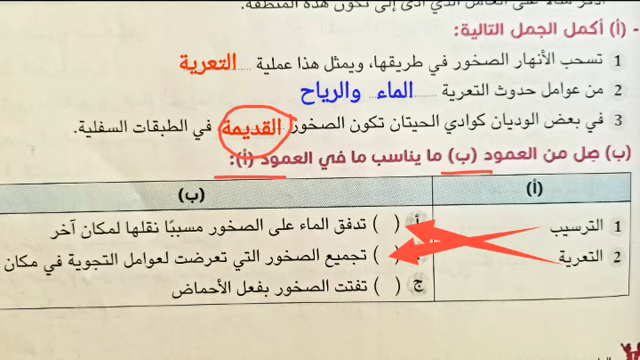 - (أ) أكمل الجمل التالية:
1 تسحب الأنهار الصخور في طريقها، ويمثل هذا عملية ..... التعرية
2 من عوامل حدوث التعرية ..... الماء والرياح
3 في بعض الوديان كوادي الحيتان تكون الصخور القديمة في الطبقات السفلية.
(ب) صِل من العمود (ب) ما يناسب ما في العمود (أ):
(أ) (ب)
1 الترسيب أ ( ) تدفق الماء على الصخور مسببًا نقلها لمكان آخر
2 التعرية ( ) تجميع الصخور التي تعرضت لعوامل التجوية في مكان
ج ( ) تفتت الصخور بفعل الأحماض